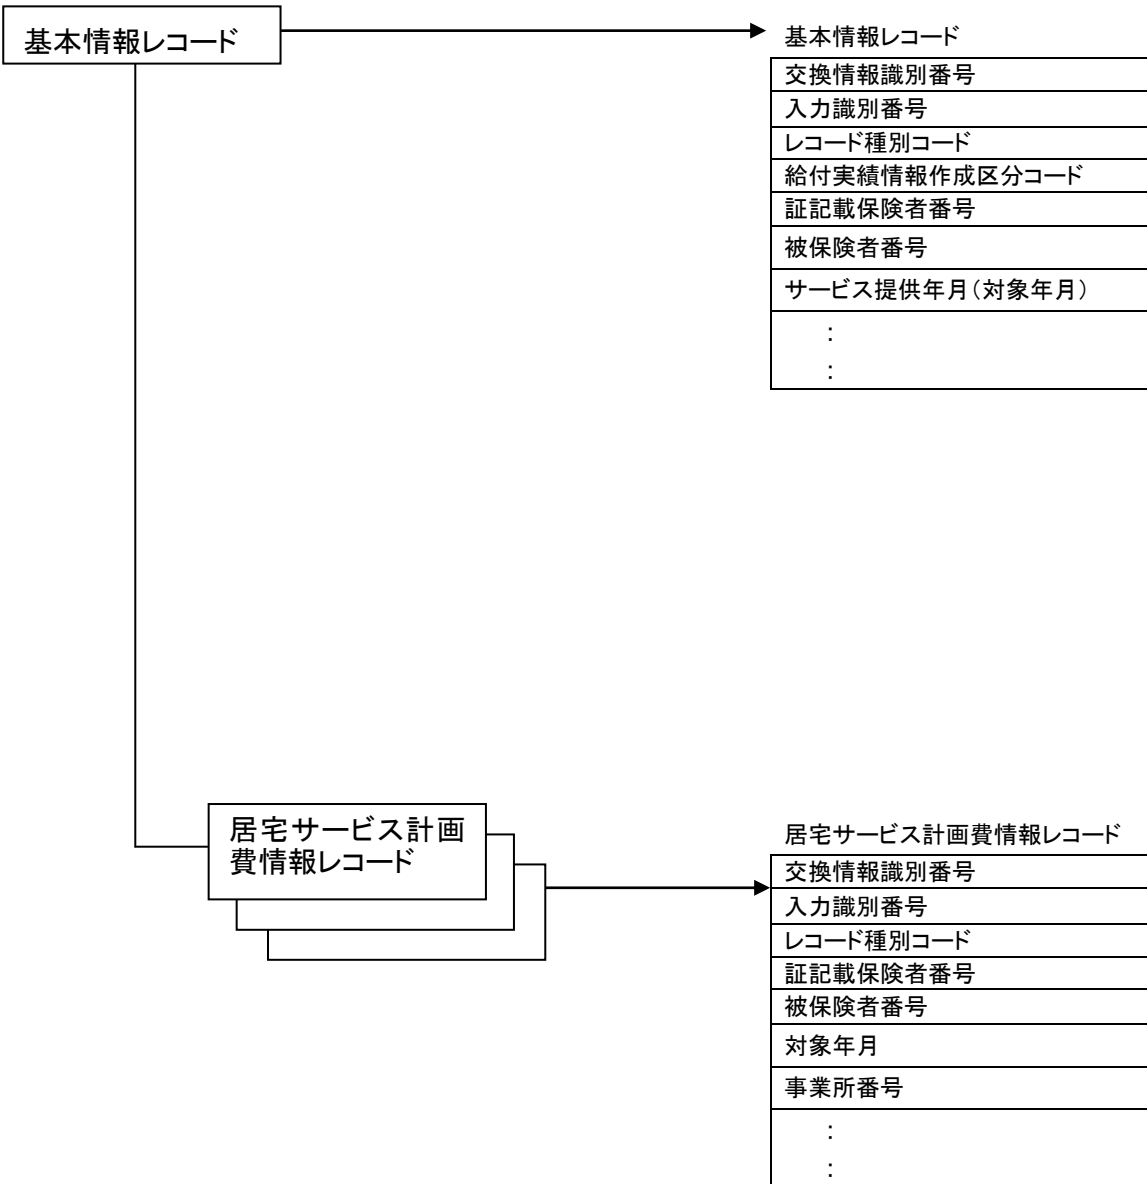 基本情報レコード
基本情報レコード
交換情報識別番号
入力識別番号
レコード種別コード
給付実績情報作成区分コード
証記載保険者番号
被保険者番号
サービス提供年月(対象年月)
:
:
居宅サービス計画
費情報レコード
居宅サービス計画費情報レコード
交換情報識別番号
入力識別番号
レコード種別コード
証記載保険者番号
被保険者番号
対象年月
事業所番号
:
: